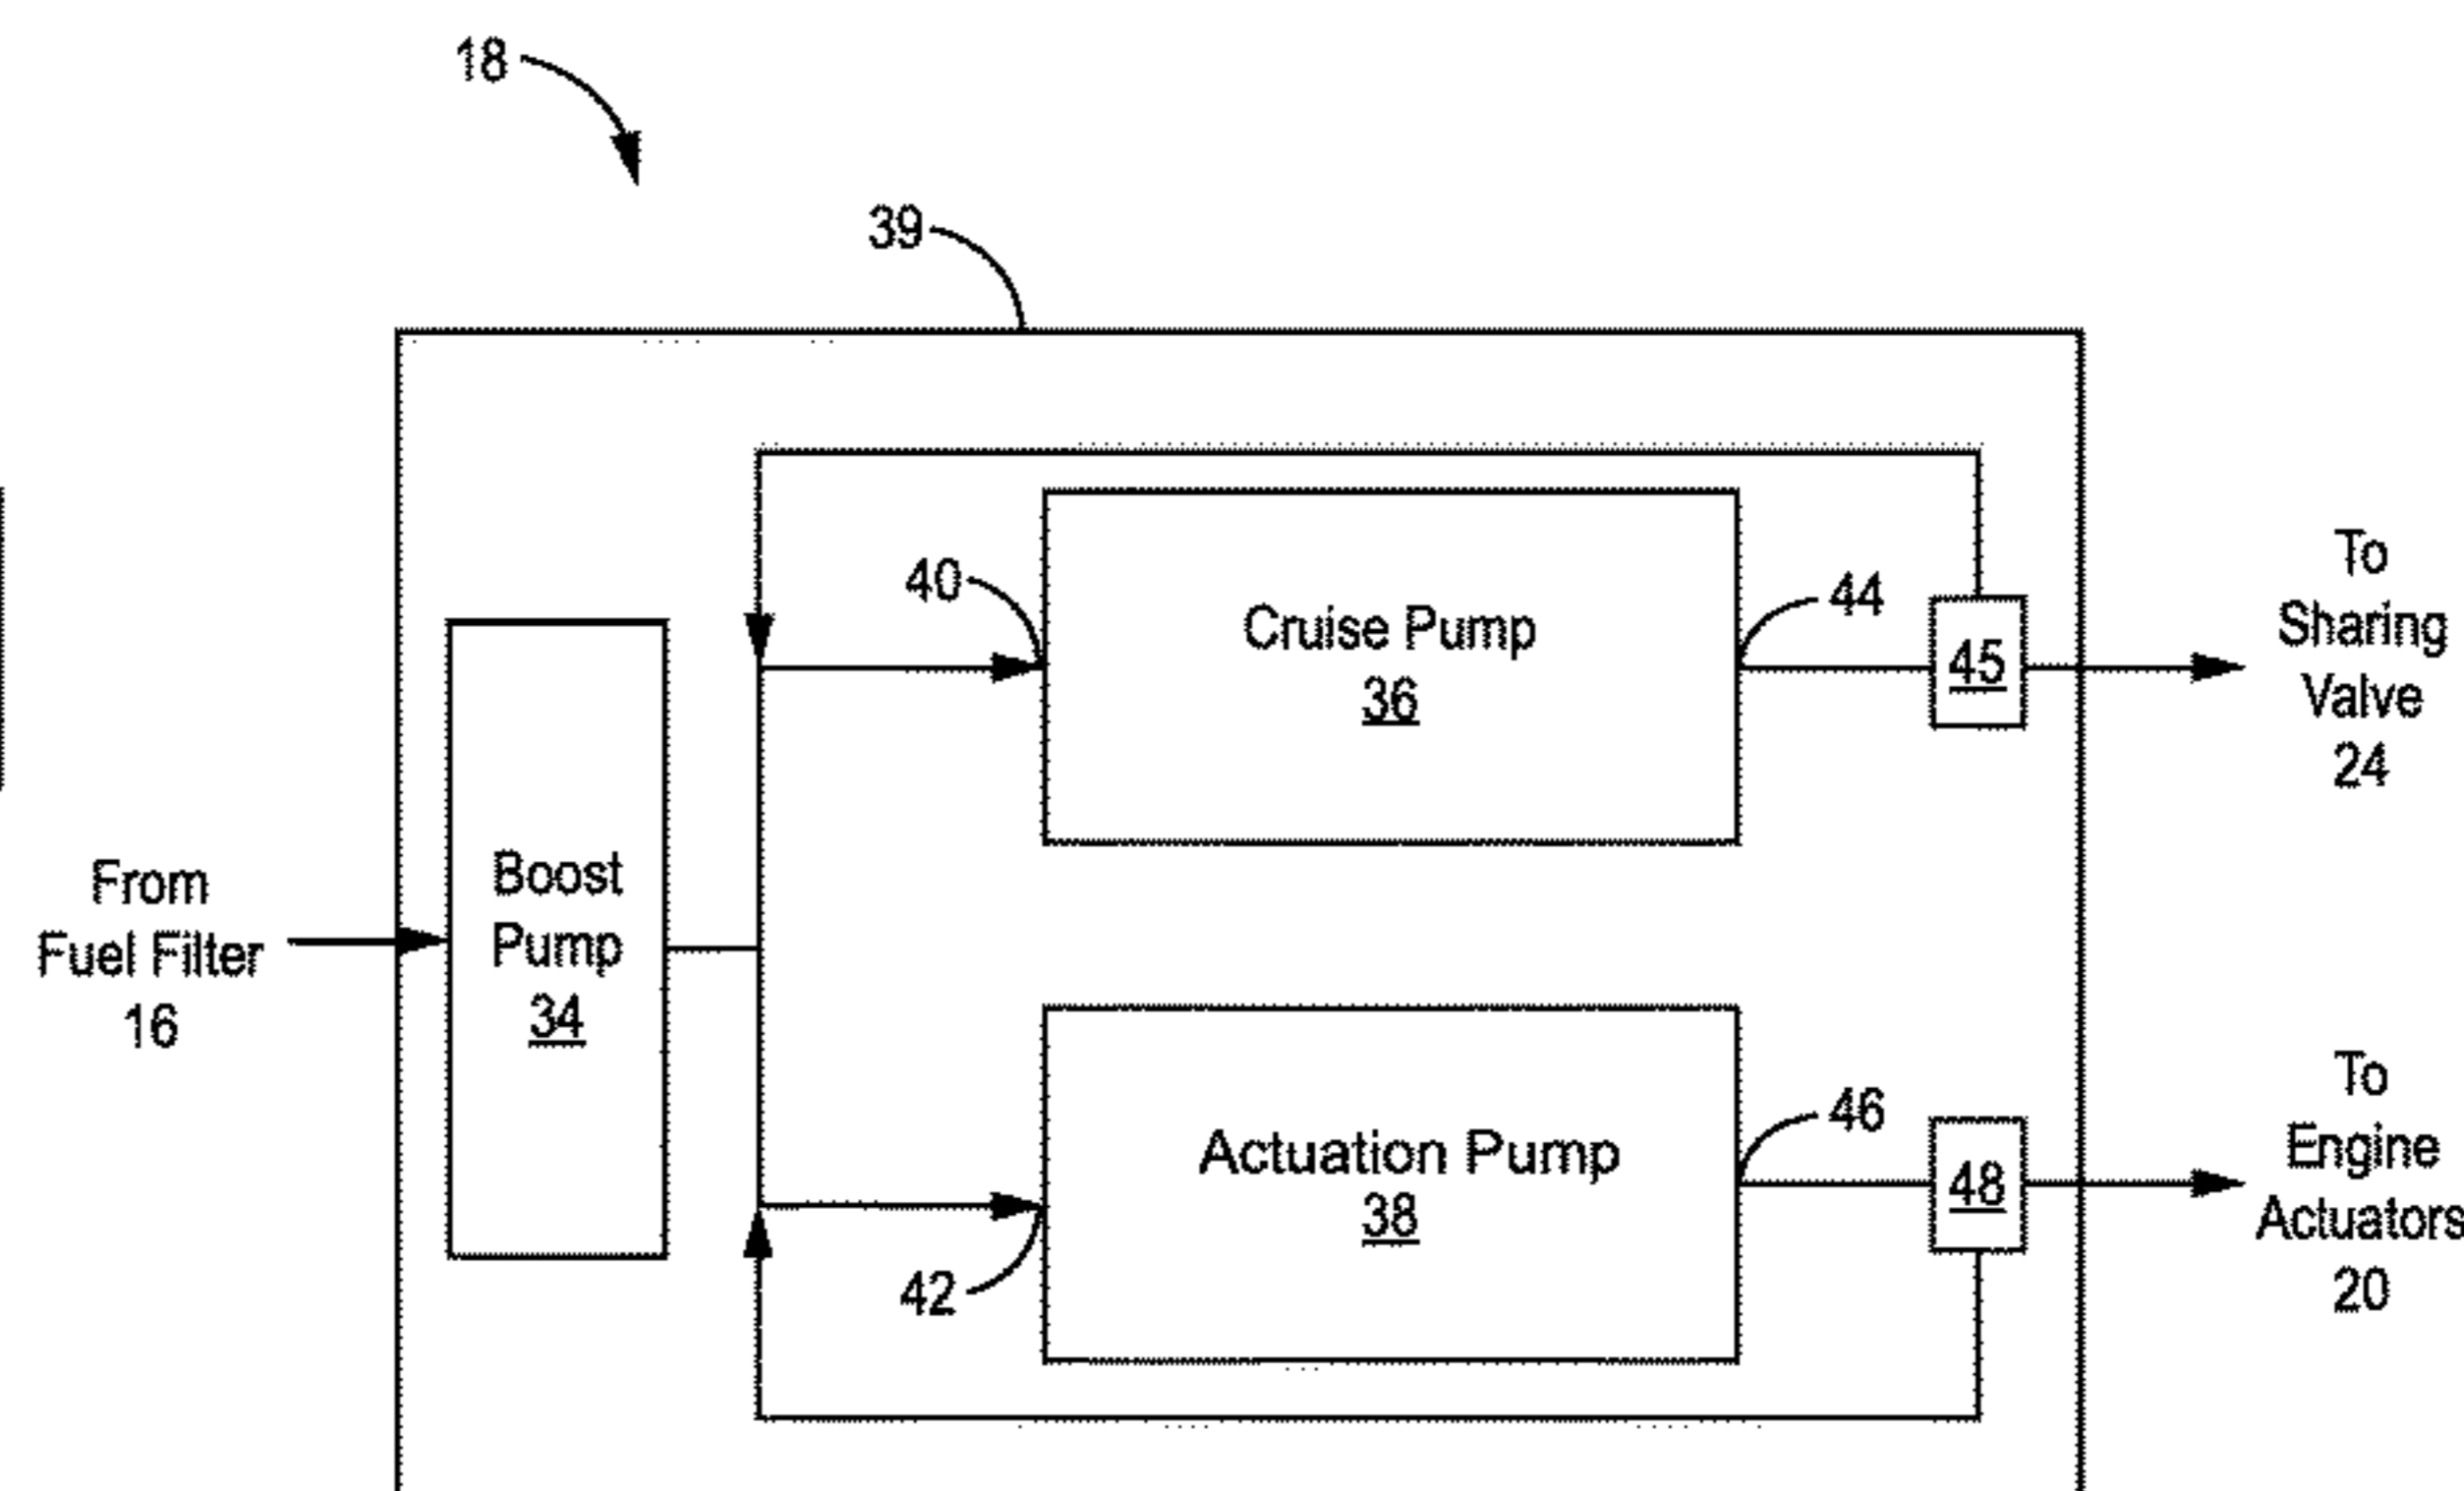 18
39
40
Cruise Pump
36
44
45
To
Sharing
Valve
24
From
Fuel Filter
16
Boost
Pump
34
42
Actuation Pump
38
46
48
To
Engine
Actuators
20